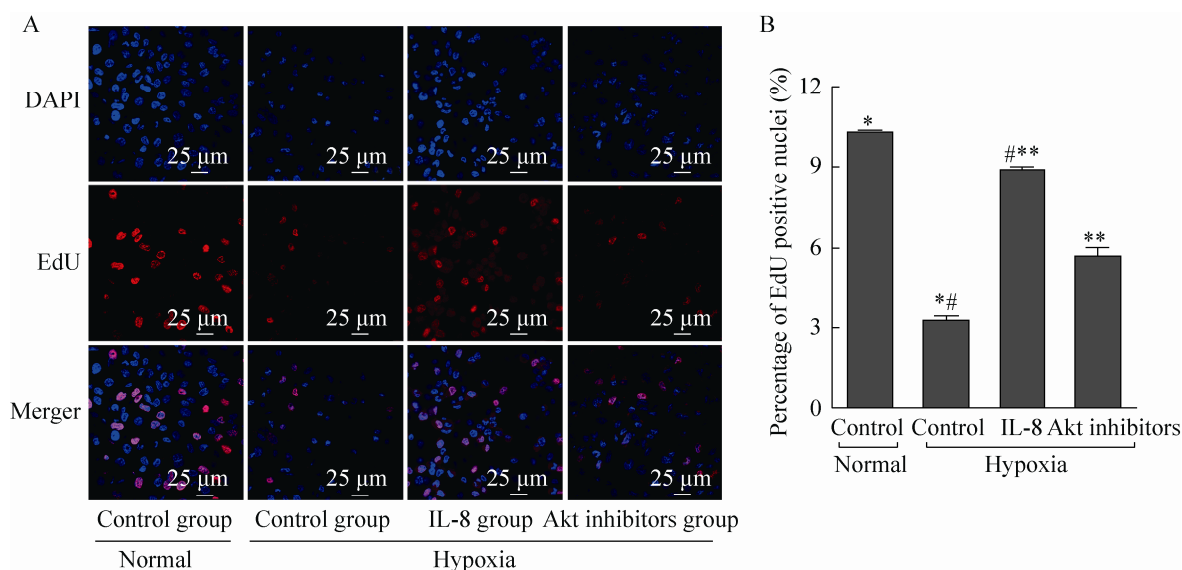 A
DAPI
25 μm
25 μm
25 μm
25 μm
EdU
25 μm
25 μm
25 μm
25 μm
Merger
25 μm
25 μm
25 μm
25 μm
Control group
Control group
IL-8 group
Akt inhibitors group
Normal
Hypoxia
B
Percentage of EdU positive nuclei (%)
12
9
6
3
0
*
*#
#**
**
Control
Control
IL-8
Akt inhibitors
Normal
Hypoxia